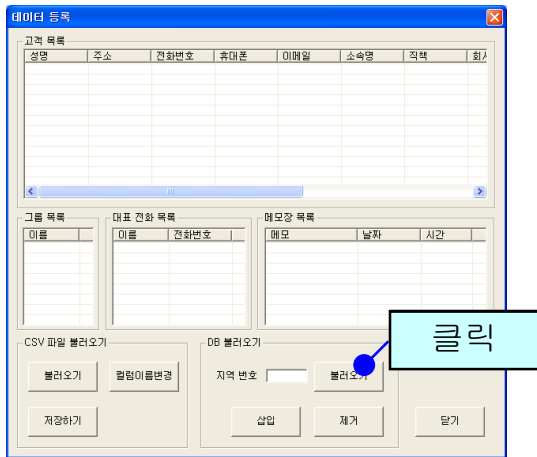 데이터 등록
고객 목록
성명 주소 전화번호 휴대폰 이메일 소속명 직책
그룹 목록 대표 전화 목록 메모장 목록
이름 이름 전화번호 메모 날짜 시간
클릭
CSV 파일 불러오기 DB 불러오기
불러오기 컬럼이름변경 지역 번호 불러오기
저장하기 삽입 제거 닫기